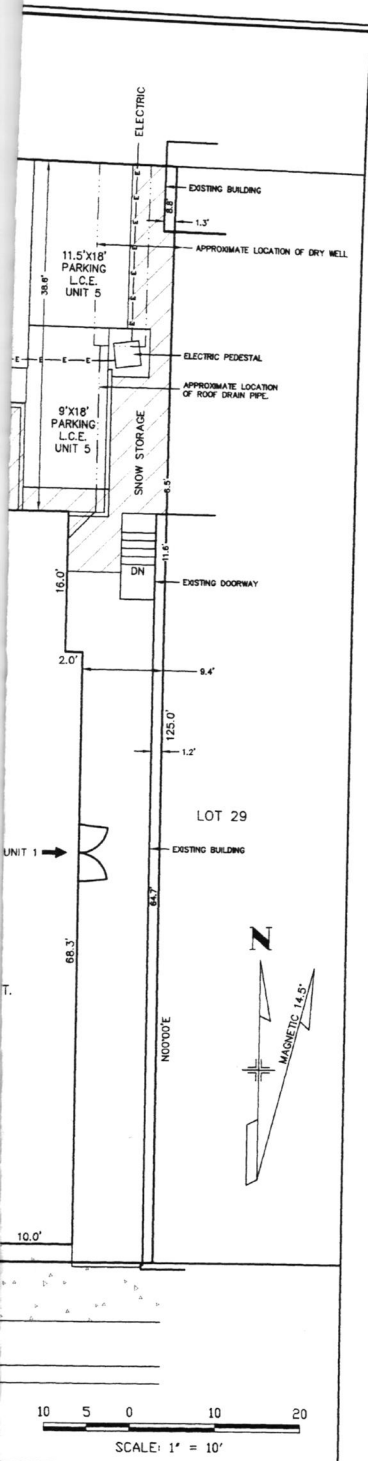 ELECTRIC
EXISTING BUILDING
8.8'
1.3'
APPROXIMATE LOCATION OF DRY WELL
11.5'X18'
PARKING
L.C.E.
UNIT 5
38.6'
E
E
E
E
E
ELECTRIC PEDESTAL
APPROXIMATE LOCATION
OF ROOF DRAIN PIPE.
9'X18'
PARKING
L.C.E.
UNIT 5
SNOW STORAGE
6.5'
11.6'
DN
EXISTING DOORWAY
16.0'
2.0'
9.4'
125.0'
1.2'
LOT 29
UNIT 1
EXISTING BUILDING
64.7'
68.3'
N
MAGNETIC 14.5°
T.
N00°00'E
10.0'
10 5 0 10 20
SCALE: 1" = 10'